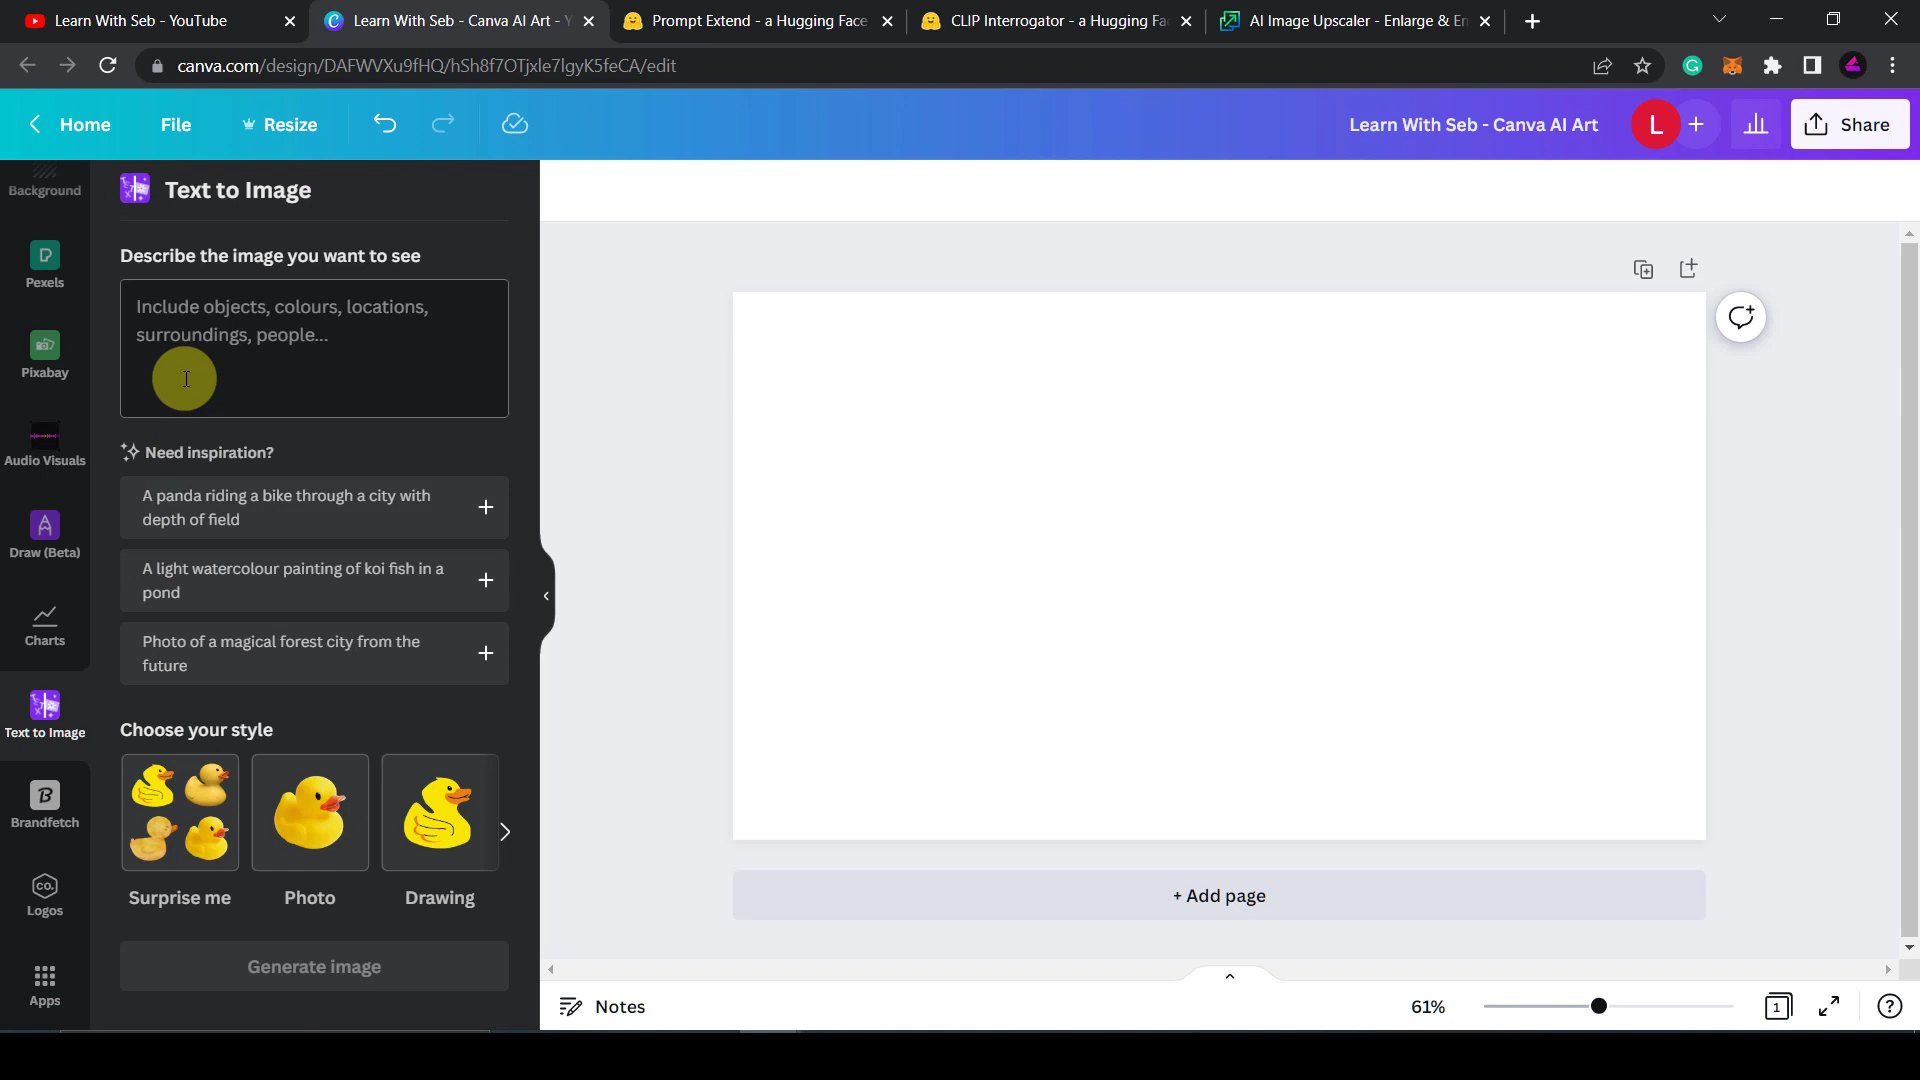 Learn With Seb - YouTube
Learn With Seb - Canva AI Art - Y
Prompt Extend - a Hugging Face
CLIP Interrogator - a Hugging Fa
AI Image Upscaler - Enlarge & En
canva.com/design/DAFWVXu9fHQ/hSh8f7OTjxle7lgyK5feCA/edit
Home
File
Resize
Learn With Seb - Canva AI Art
L
Share
Background
Pexels
Pixabay
Audio Visuals
Draw (Beta)
Charts
Text to Image
Brandfetch
CO.
Logos
Apps
Text to Image
Describe the image you want to see
Include objects, colours, locations,
surroundings, people...
Need inspiration?
A panda riding a bike through a city with
depth of field
A light watercolour painting of koi fish in a
pond
Photo of a magical forest city from the
future
Choose your style
Surprise me
Photo
Drawing
Generate image
+ Add page
Notes
61%
1